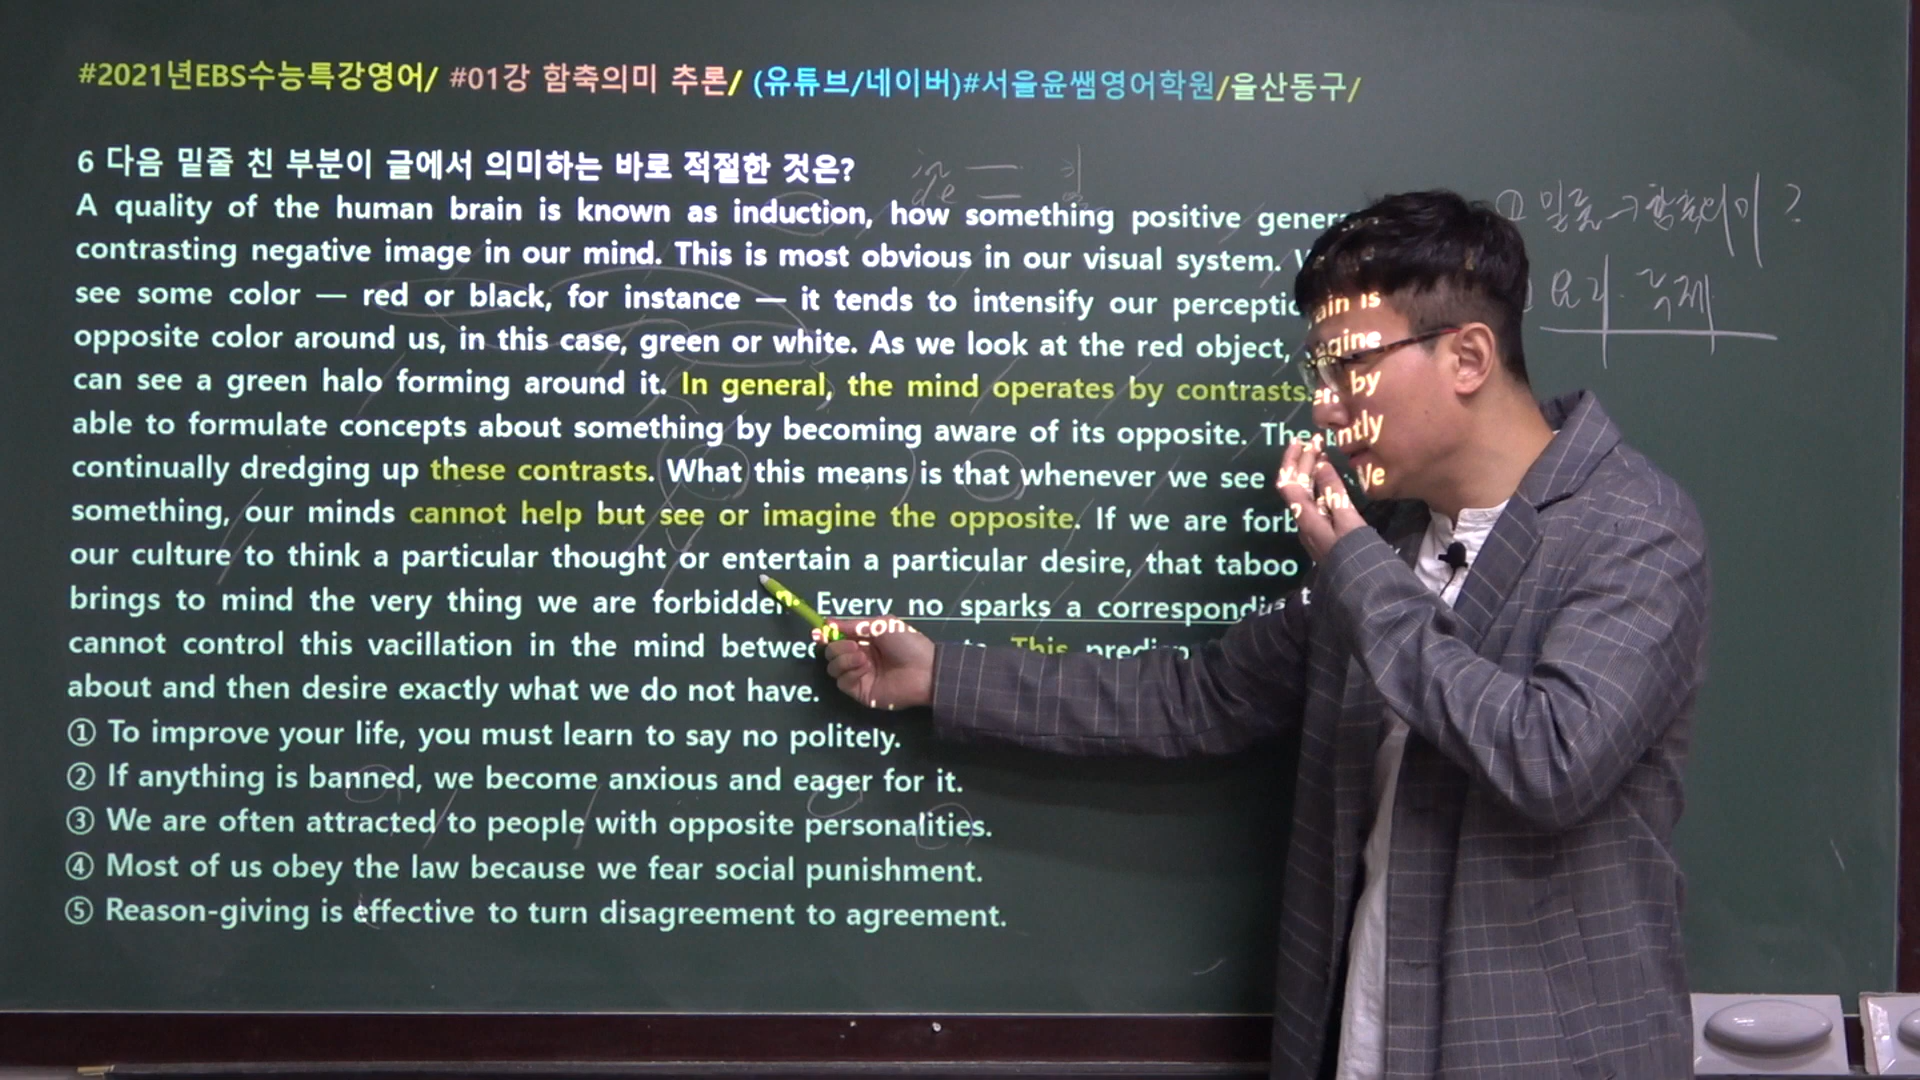 #2021년EBS수능특강영어/ #01강 함축의미 추론/ (유튜브/네이버)#서울윤쌤영어학원/울산동구/
6 다음 밑줄 친 부분이 글에서 의미하는 바로 적절한 것은?
A quality of the human brain is known as induction, how something positive
contrasting negative image in our mind. This is most obvious in our visual system.
see some color — red or black, for instance — it tends to intensify our
opposite color around us, in this case, green or white. As we look at the red object,
can see a green halo forming around it. In general, the mind operates by contrasts. by
able to formulate concepts about something by becoming aware of its opposite.
continually dredging up these contrasts. What this means is that whenever we see
something, our minds cannot help but see or imagine the opposite. If we are
our culture to think a particular thought or entertain a particular desire, that taboo
brings to mind the very thing we are forbidden. Every no sparks a
cannot control this vacillation in the mind This
about and then desire exactly what we do not have.
① To improve your life, you must learn to say no politely.
② If anything is banned, we become anxious and eager for it.
③ We are often attracted to people with opposite personalities.
④ Most of us obey the law because we fear social punishment.
⑤ Reason-giving is effective to turn disagreement to agreement.